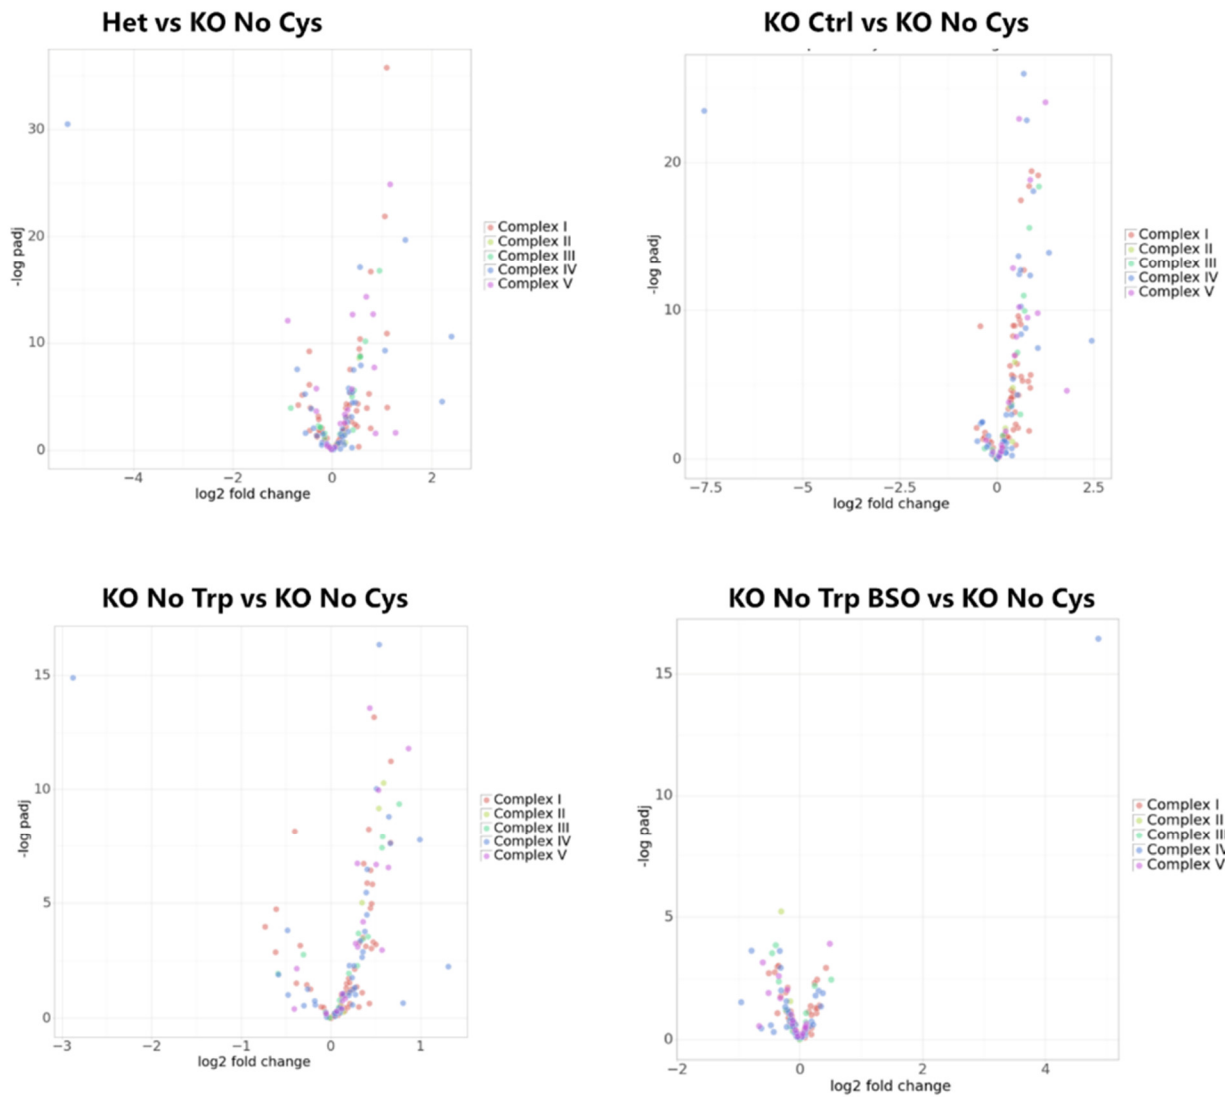 Het vs KO No Cys
KO Ctrl vs KO No Cys
30
20
10
0
-log padj
−4
−2
0
2
log2 fold change
Complex I
Complex II
Complex III
Complex IV
Complex V
20
10
0
-log padj
−7.5
−5
−2.5
0
2.5
log2 fold change
Complex I
Complex II
Complex III
Complex IV
Complex V
KO No Trp vs KO No Cys
KO No Trp BSO vs KO No Cys
15
10
5
0
-log padj
−3
−2
−1
0
1
log2 fold change
Complex I
Complex II
Complex III
Complex IV
Complex V
15
10
5
0
-log padj
−2
0
2
4
log2 fold change
Complex I
Complex II
Complex III
Complex IV
Complex V